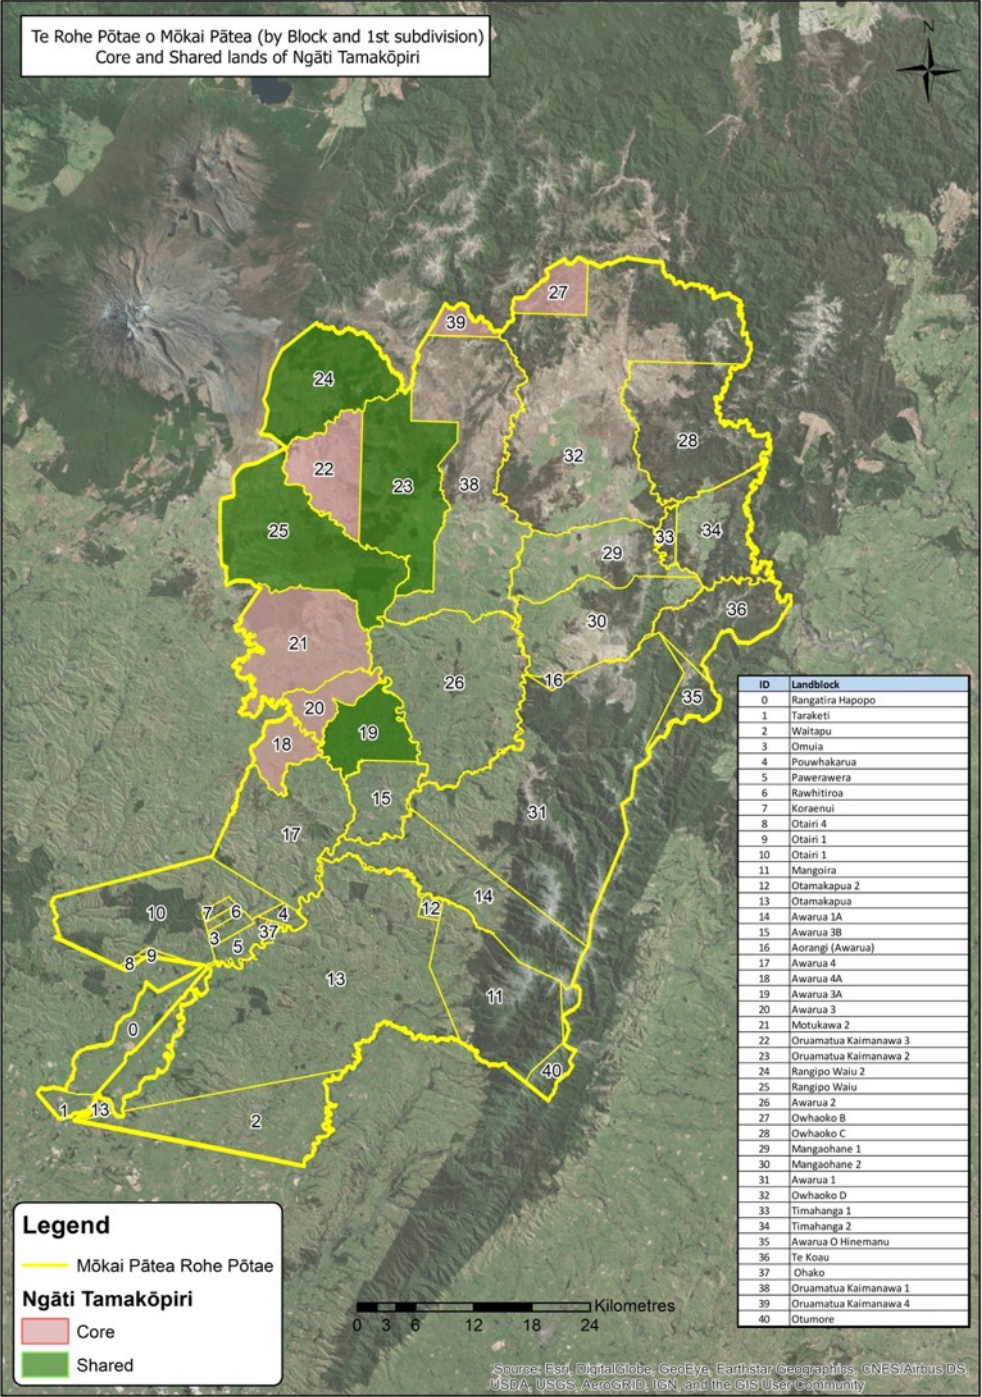 Te Rohe Pōtae o Mōkai Pātea (by Block and 1st subdivision)
Core and Shared lands of Ngāti Tamakōpiri
N
27
39
24
28
32
22
23
38
25
34
33
29
36
30
21
26
16
35
20
19
18
15
31
17
14
12
10
7
6
4
37
3
5
9
8
13
11
0
40
1
13
2
ID Landblock
0 Rangatira Hapopo
1 Taraketi
2 Waitapu
3 Omuia
4 Pouwhakarua
5 Pawerawera
6 Rawhitiroa
7 Koraenui
8 Otairi 4
9 Otairi 1
10 Otairi 1
11 Mangoira
12 Otamakapua 2
13 Otamakapua
14 Awarua 1A
15 Awarua 3B
16 Aorangi (Awarua)
17 Awarua 4
18 Awarua 4A
19 Awarua 3A
20 Awarua 3
21 Motukawa 2
22 Oruamatua Kaimanawa 3
23 Oruamatua Kaimanawa 2
24 Rangipo Waiu 2
25 Rangipo Waiu
26 Awarua 2
27 Owhaoko B
28 Owhaoko C
29 Mangaohane 1
30 Mangaohane 2
31 Awarua 1
32 Owhaoko D
33 Timahanga 1
34 Timahanga 2
35 Awarua O Hinemanu
36 Te Koau
37 Ohako
38 Oruamatua Kaimanawa 1
39 Oruamatua Kaimanawa 4
40 Otumore
Legend
Mōkai Pātea Rohe Pōtae
Ngāti Tamakōpiri
Core
Shared
Kilometres
0 3 6 12 18 24
Source: Esri, DigitalGlobe, GeoEye, Earthstar Geographics, CNES/Airbus DS,
USDA, USGS, AeroGRID, IGN, and the GIS User Community